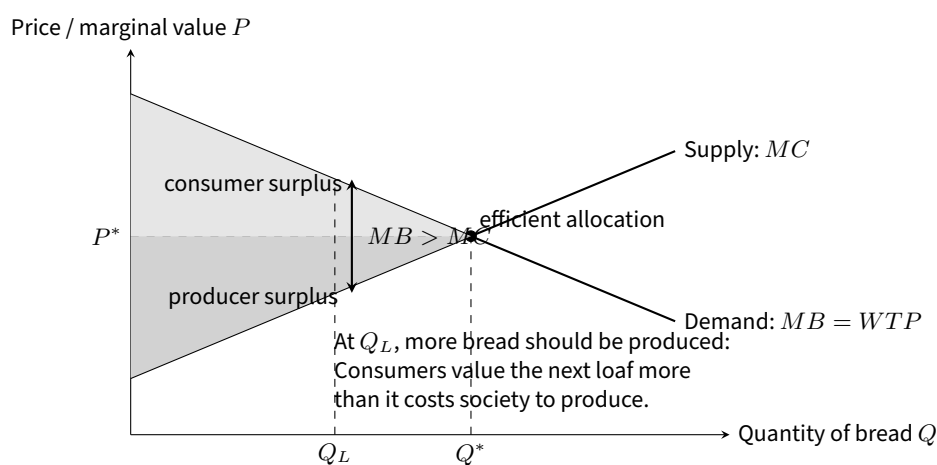 Price / marginal value P
Supply: MC
consumer surplus
efficient allocation
P*
MB > MC
producer surplus
Demand: MB = WTP
At Q_L, more bread should be produced:
Consumers value the next loaf more
than it costs society to produce.
Quantity of bread Q
Q_L
Q*